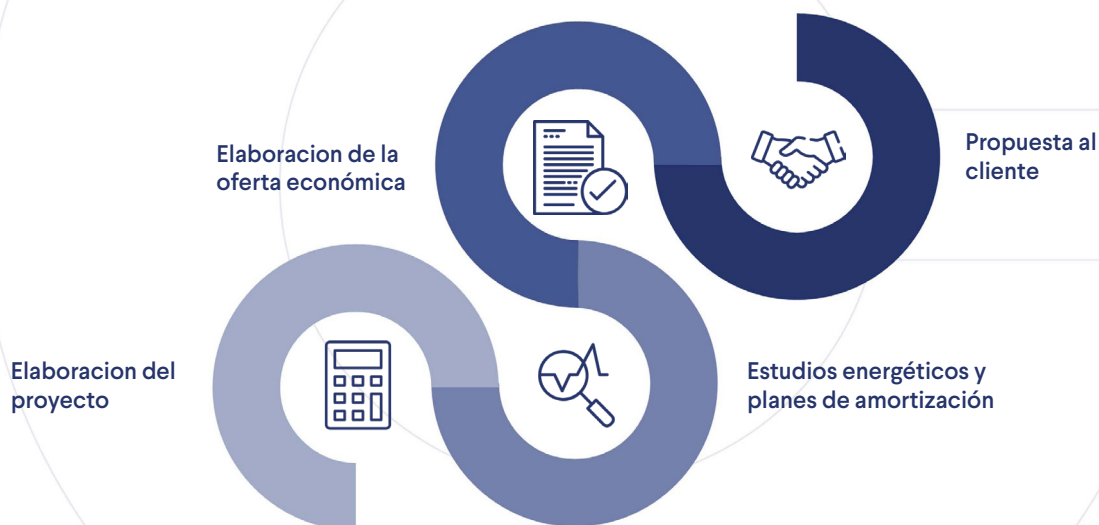 Elaboracion de la
oferta económica
Propuesta al
cliente
Elaboracion del
proyecto
Estudios energéticos y
planes de amortización